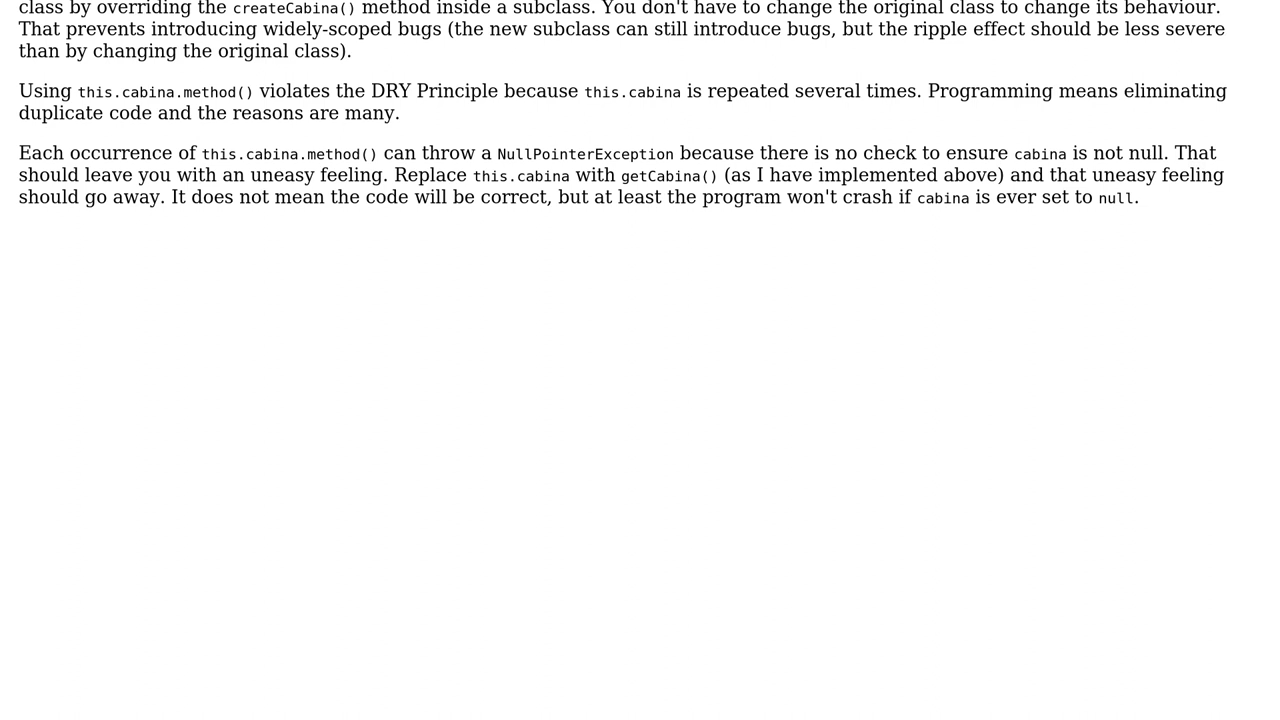 class by overriding the createCabina() method inside a subclass. You don't have to change the original class to change its behaviour.
That prevents introducing widely-scoped bugs (the new subclass can still introduce bugs, but the ripple effect should be less severe
than by changing the original class).
Using this.cabina.method() violates the DRY Principle because this.cabina is repeated several times. Programming means eliminating
duplicate code and the reasons are many.
Each occurrence of this.cabina.method() can throw a NullPointerException because there is no check to ensure cabina is not null. That
should leave you with an uneasy feeling. Replace this.cabina with getCabina() (as I have implemented above) and that uneasy feeling
should go away. It does not mean the code will be correct, but at least the program won't crash if cabina is ever set to null.